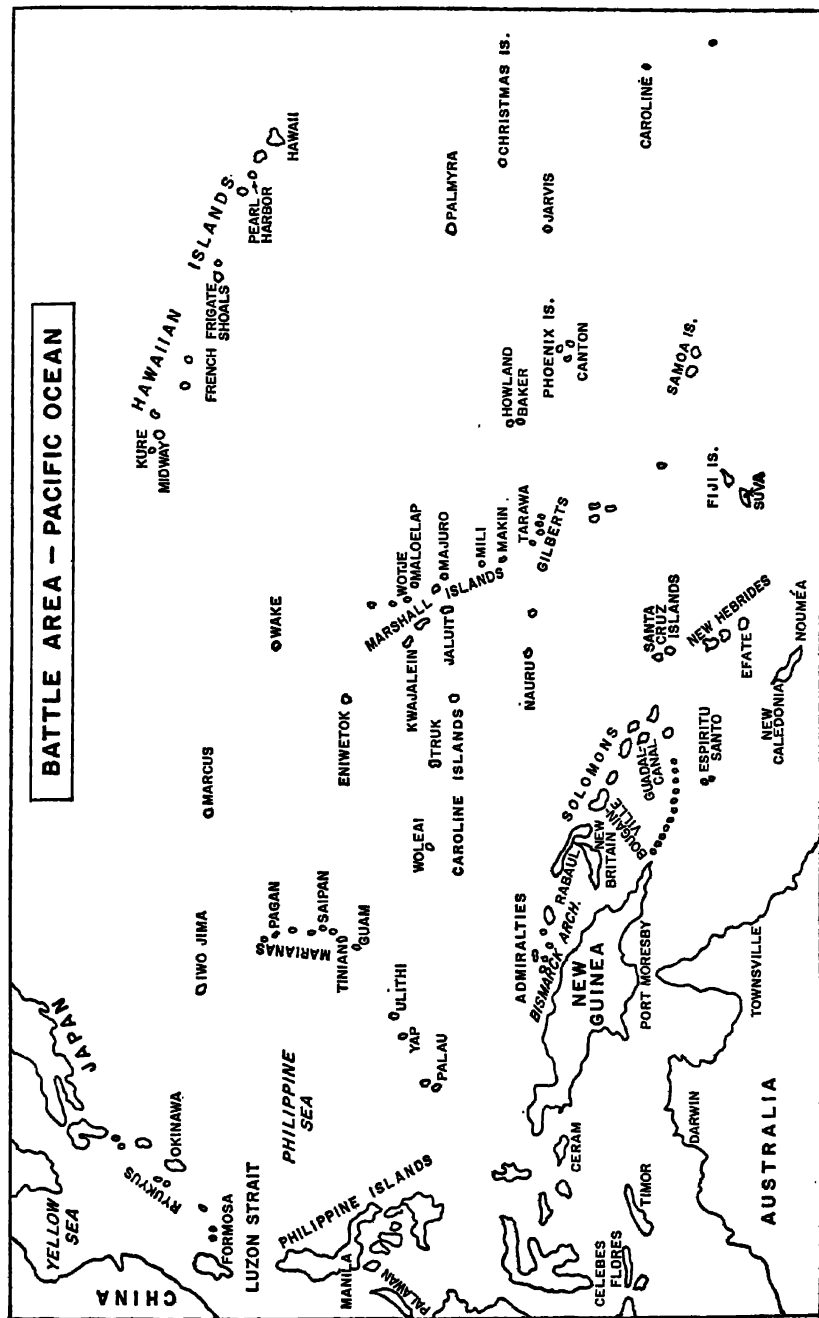 BATTLE AREA — PACIFIC OCEAN
CHINA
YELLOW
SEA
JAPAN
RYUKYUS
OKINAWA
FORMOSA
LUZON STRAIT
PHILIPPINE
SEA
PHILIPPINE ISLANDS
MANILA
PALAWAN
IWO JIMA
MARCUS
MARIANAS
PAGAN
SAIPAN
TINIAN
GUAM
ULITHI
YAP
PALAU
WAKE
ENIWETOK
KURE
MIDWAY
HAWAIIAN ISLANDS
FRENCH FRIGATE
SHOALS
PEARL
HARBOR
HAWAII
WOLEAI
TRUK
CAROLINE ISLANDS
KWAJALEIN
MARSHALL ISLANDS
WOTJE
MALOELAP
MAJURO
JALUIT
MILI
MAKIN
TARAWA
GILBERTS
NAURU
HOWLAND
BAKER
PHOENIX IS.
CANTON
PALMYRA
CHRISTMAS IS.
JARVIS
CAROLINE
SAMOA IS.
FIJI IS.
SUVA
SANTA
CRUZ
ISLANDS
NEW HEBRIDES
EFATE
ESPIRITU
SANTO
NEW
CALEDONIA
NOUMÉA
SOLOMONS
GUADAL-
CANAL
BOUGAIN-
VILLE
NEW
BRITAIN
RABAUL
ADMIRALTIES
BISMARCK ARCH.
NEW
GUINEA
PORT MORESBY
CELEBES
FLORES
CERAM
TIMOR
DARWIN
TOWNSVILLE
AUSTRALIA